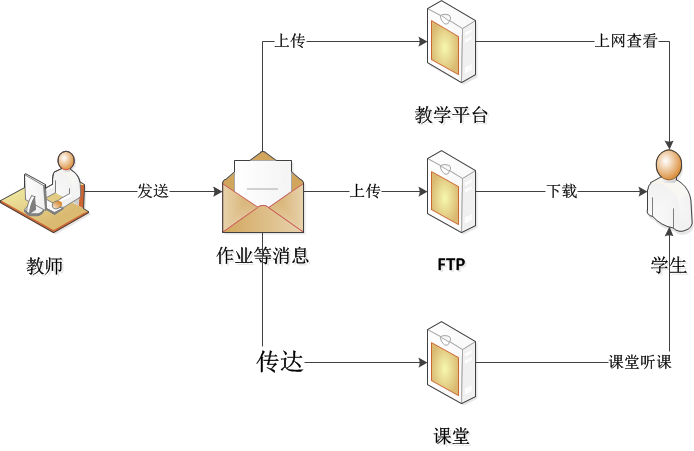 上传
上网查看
教学平台
发送
上传
下载
教师
作业等消息
FTP
学生
传达
课堂听课
课堂